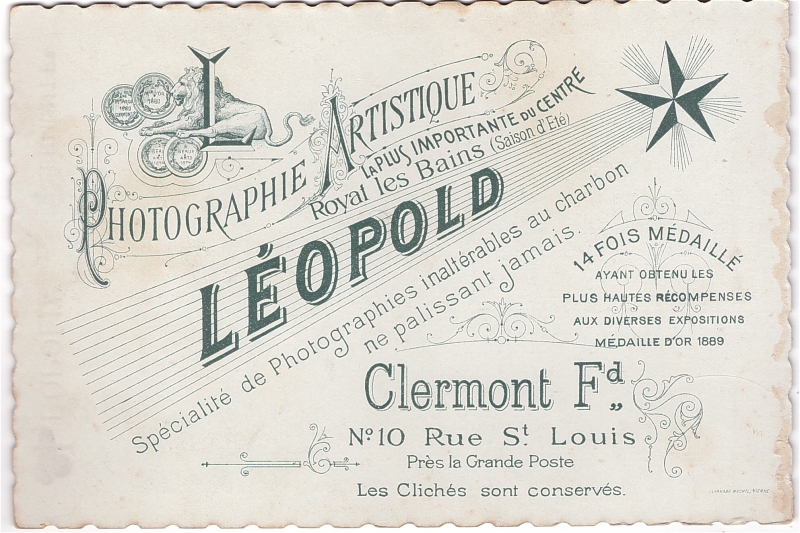 L
PHOTOGRAPHIE ARTISTIQUE
LA PLUS IMPORTANTE DU CENTRE
Royat les Bains (Saison d'Eté)
LÉOPOLD
Spécialité de Photographies inaltérables au charbon
ne palissant jamais.
14 FOIS MÉDAILLÉ
AYANT OBTENU LES
PLUS HAUTES RÉCOMPENSES
AUX DIVERSES EXPOSITIONS
MÉDAILLE D'OR 1889
Clermont Fd„
No 10 Rue St Louis
Près la Grande Poste
Les Clichés sont conservés.